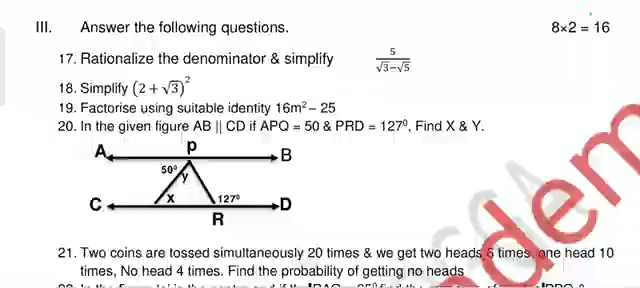 III. Answer the following questions. 8×2 = 16
17. Rationalize the denominator & simplify 5/(√3−√5)
18. Simplify (2 + √3)²
19. Factorise using suitable identity 16m² – 25
20. In the given figure AB || CD if APQ = 50 & PRD = 127⁰, Find X & Y.
A P B
50⁰ y
C x 127⁰ D
R
21. Two coins are tossed simultaneously 20 times & we get two heads 6 times, one head 10
times, No head 4 times. Find the probability of getting no heads